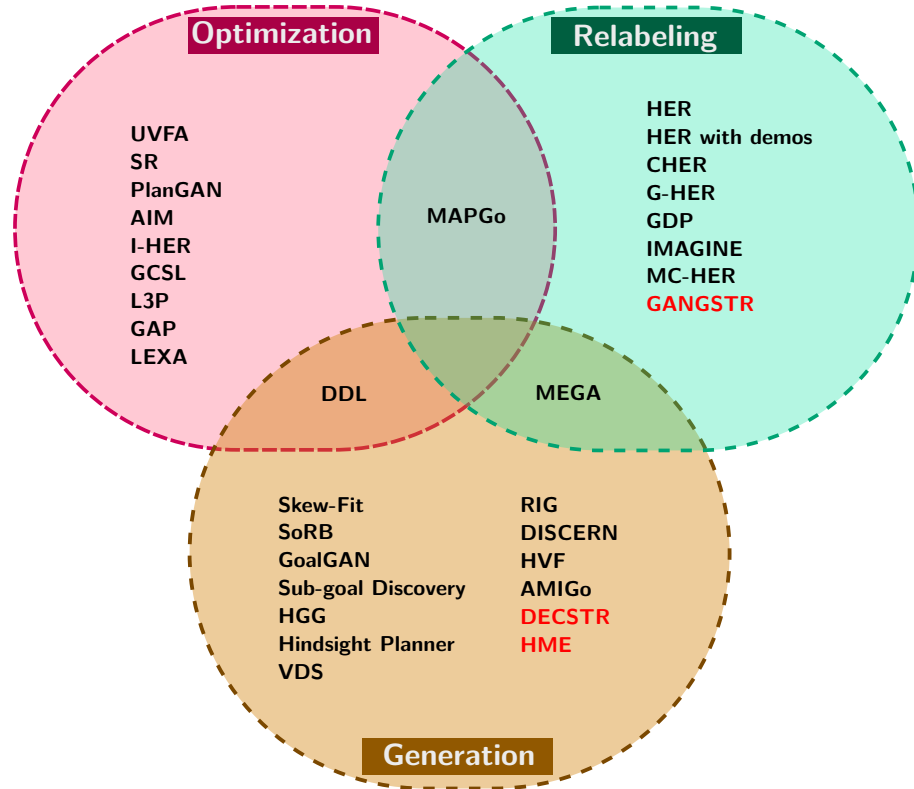 Optimization
Relabeling
UVFA
SR
PlanGAN
AIM
I-HER
GCSL
L3P
GAP
LEXA
MAPGo
HER
HER with demos
CHER
G-HER
GDP
IMAGINE
MC-HER
GANGSTR
DDL
MEGA
Skew-Fit
SoRB
GoalGAN
Sub-goal Discovery
HGG
Hindsight Planner
VDS
RIG
DISCERN
HVF
AMIGo
DECSTR
HME
Generation